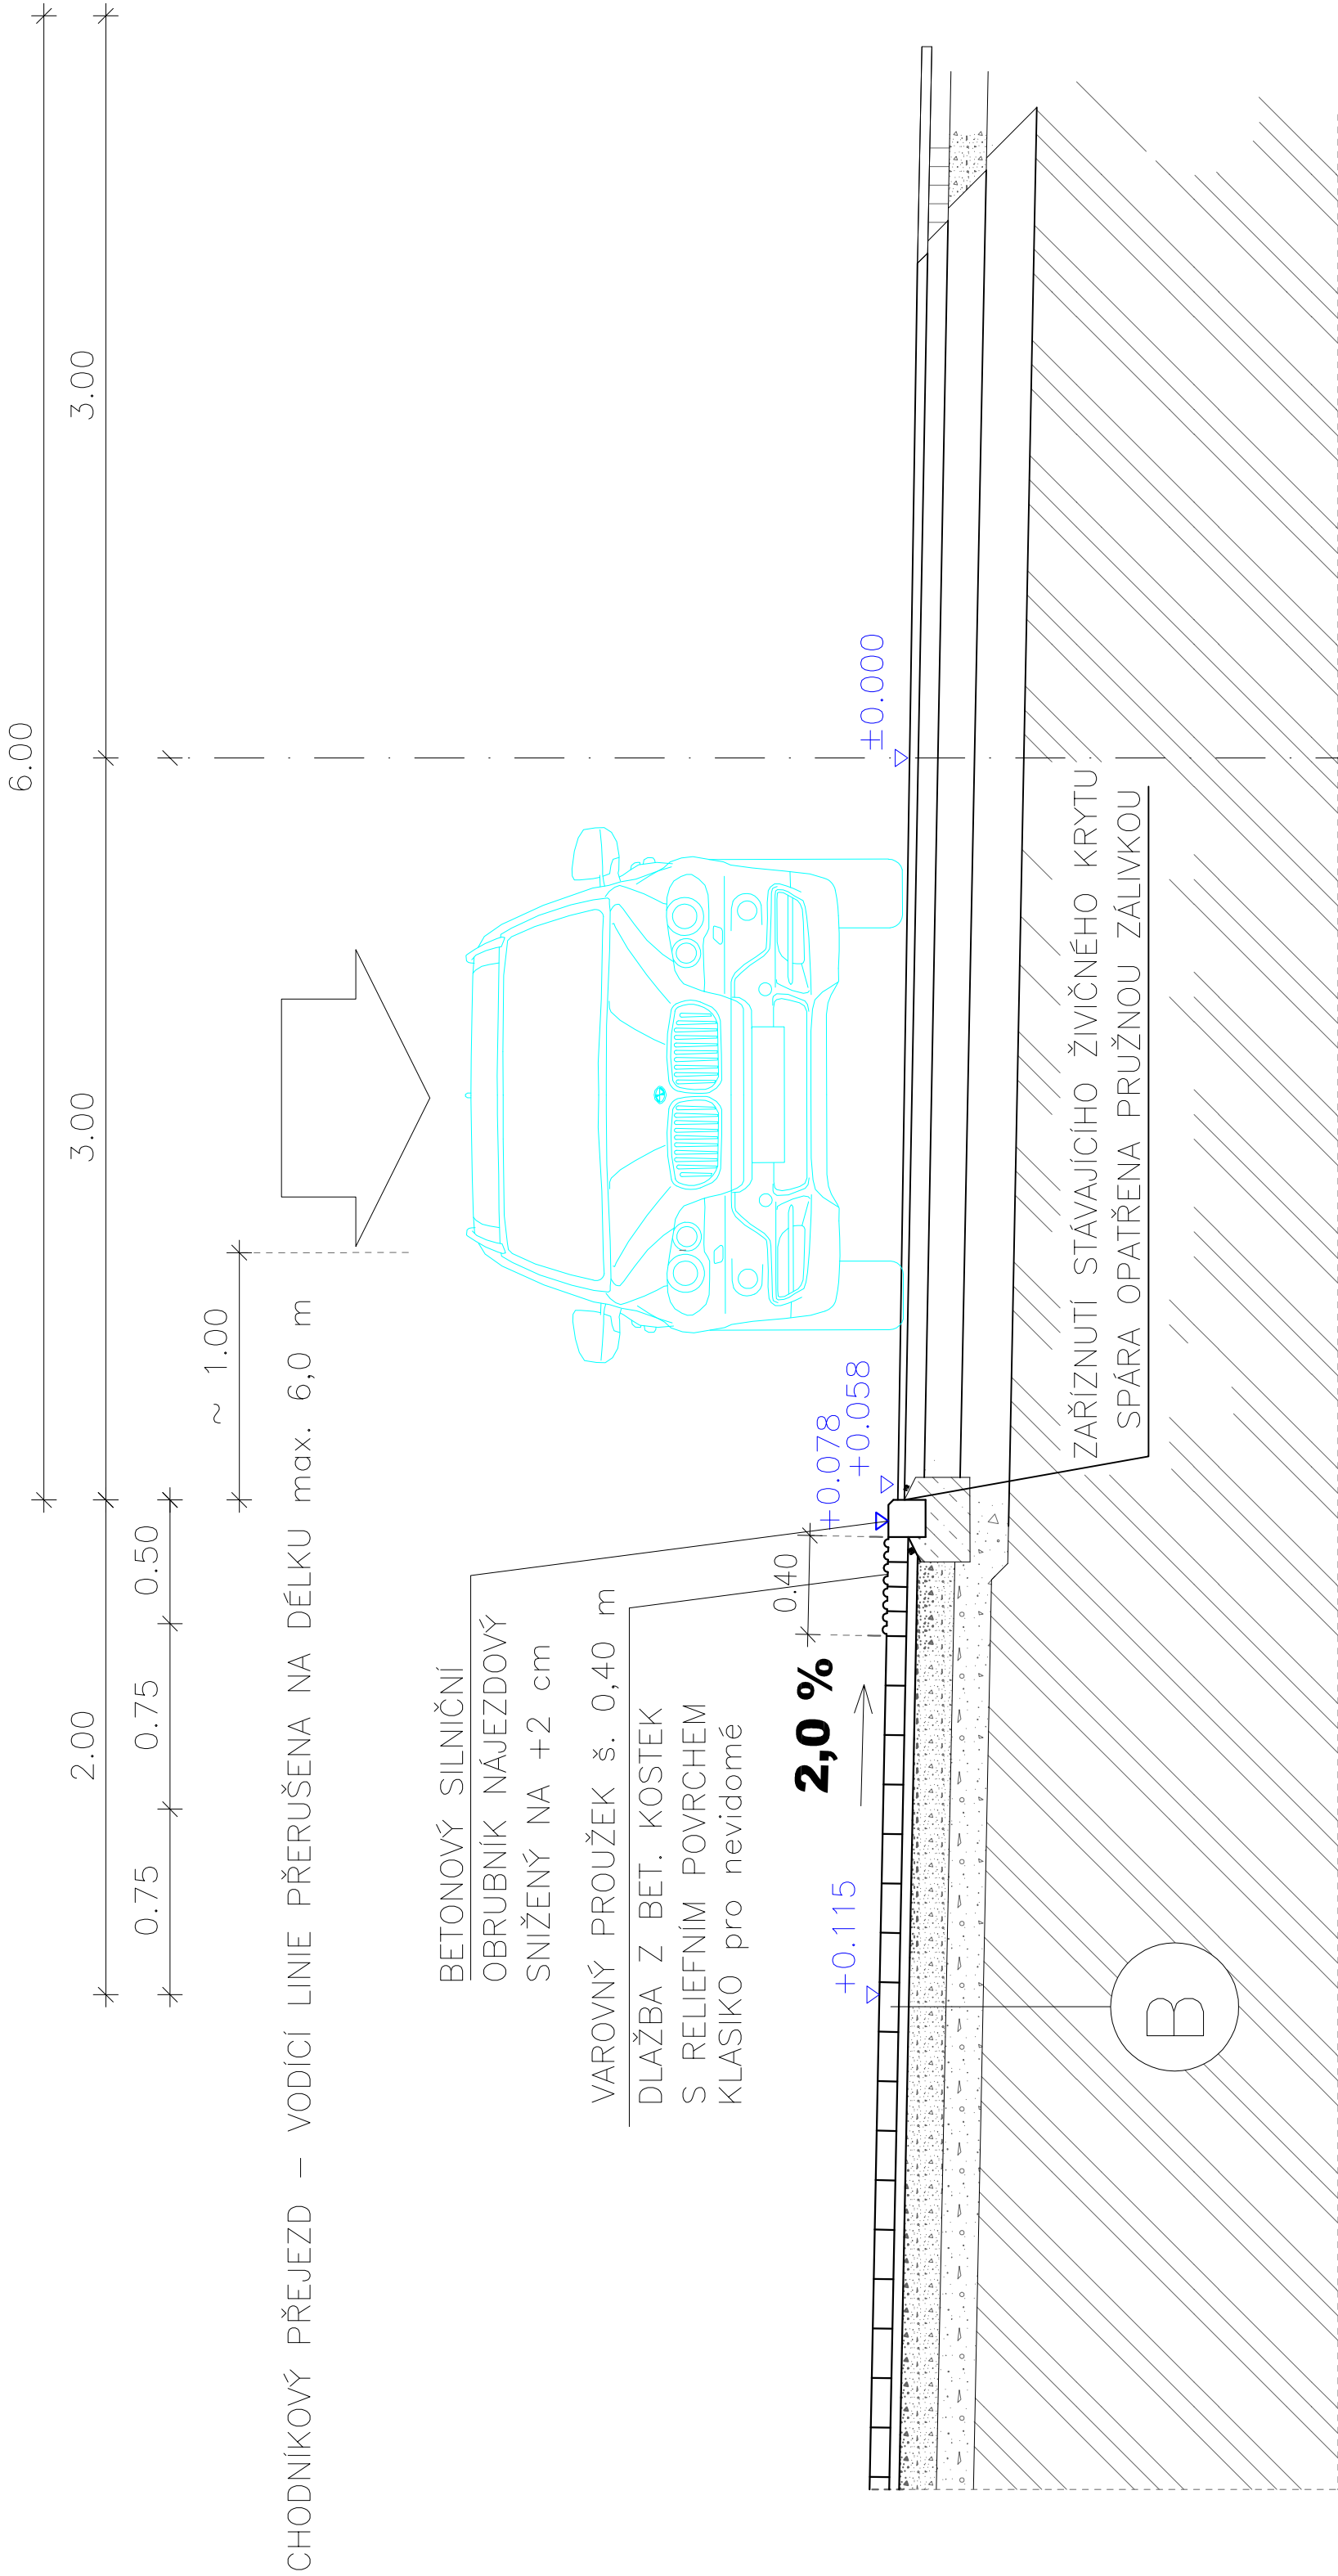 6.00
3.00
3.00
2.00
0.75
0.75
0.50
~ 1.00
CHODNÍKOVÝ PŘEJEZD – VODÍCÍ LINIE PŘERUŠENA NA DÉLKU max. 6,0 m
BETONOVÝ SILNIČNÍ
OBRUBNÍK NÁJEZDOVÝ
SNIŽENÝ NA +2 cm
VAROVNÝ PROUŽEK š. 0,40 m
DLAŽBA Z BET. KOSTEK
S RELIEFNÍM POVRCHEM
KLASIKO pro nevidomé
0.40
2,0 %
+0.115
+0.078
+0.058
±0.000
ZAŘÍZNUTÍ STÁVAJÍCÍHO ŽIVIČNÉHO KRYTU
SPÁRA OPATŘENA PRUŽNOU ZÁLIVKOU
B